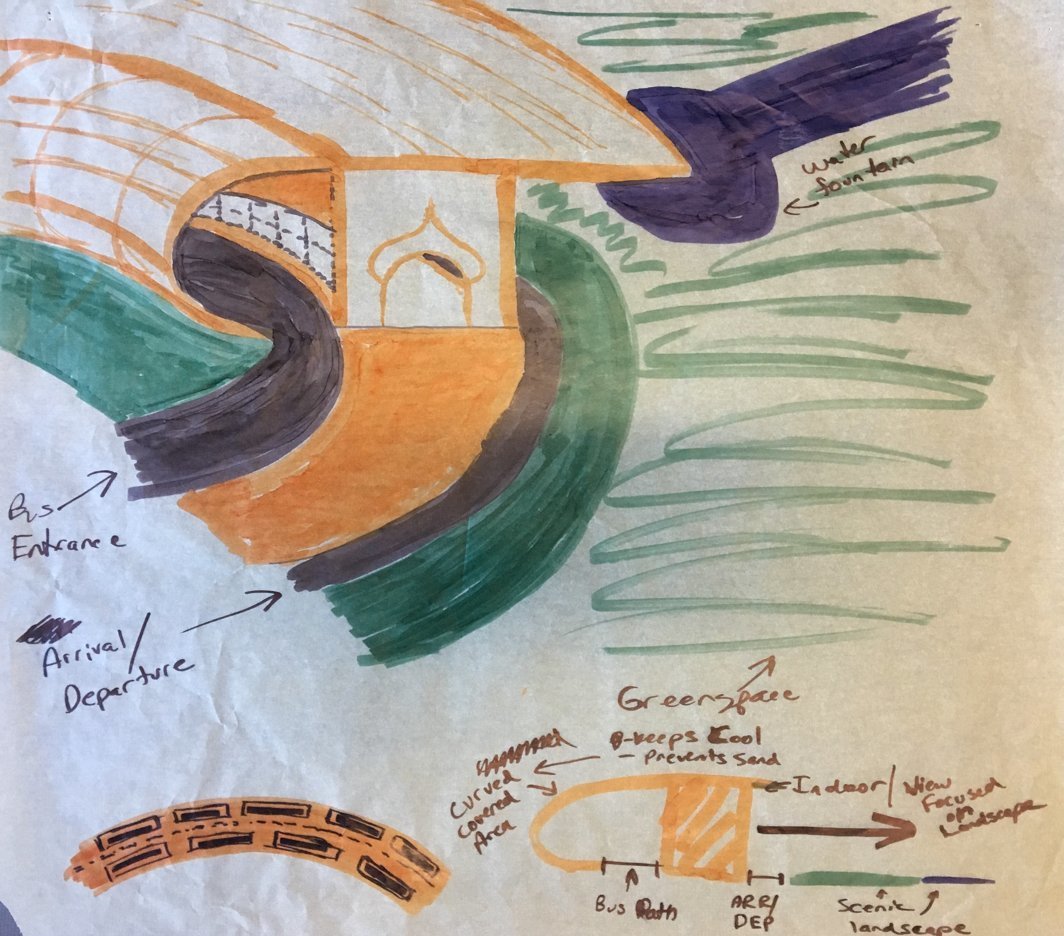 water
fountain
Bus
Entrance
Arrival/
Departure
Greenspace
-keeps Cool
- Prevents Sand
Curved
covered
Area
Indoor/
View
Focused
on
Landscape
Bus Path
ARR/
DEP
Scenic
landscape